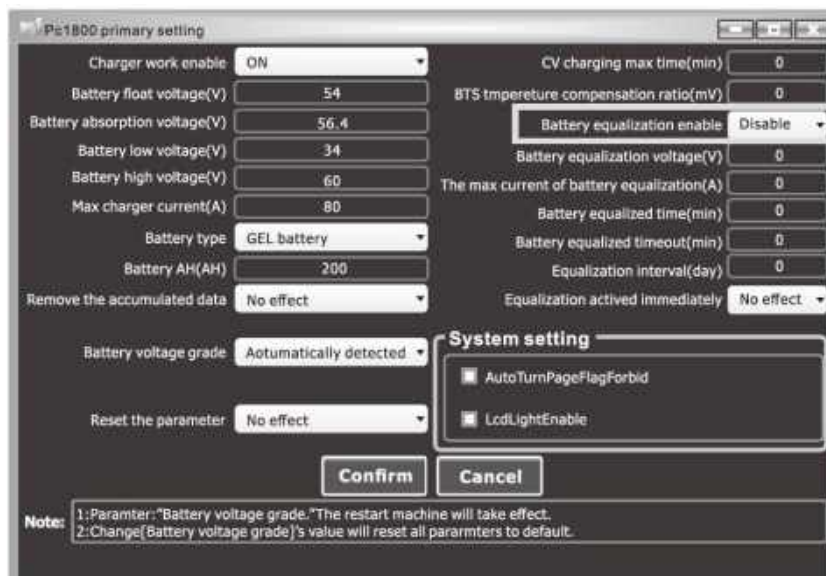 Pc1800 primary setting
Charger work enable ON
Battery float voltage(V) 54
Battery absorption voltage(V) 56.4
Battery low voltage(V) 34
Battery high voltage(V) 60
Max charger current(A) 80
Battery type GEL battery
Battery AH(AH) 200
Remove the accumulated data No effect
Battery voltage grade Aotumatically detected
Reset the parameter No effect
CV charging max time(min) 0
BTS tmpereture compensation ratio(mV) 0
Battery equalization enable Disable
Battery equalization voltage(V) 0
The max current of battery equalization(A) 0
Battery equalized time(min) 0
Battery equalized timeout(min) 0
Equalization interval(day) 0
Equalization actived immediately No effect
System setting
AutoTurnPageFlagForbid
LcdLightEnable
Confirm Cancel
Note:
1:Paramter:"Battery voltage grade."The restart machine will take effect.
2:Change[Battery voltage grade]'s value will reset all pararmters to default.